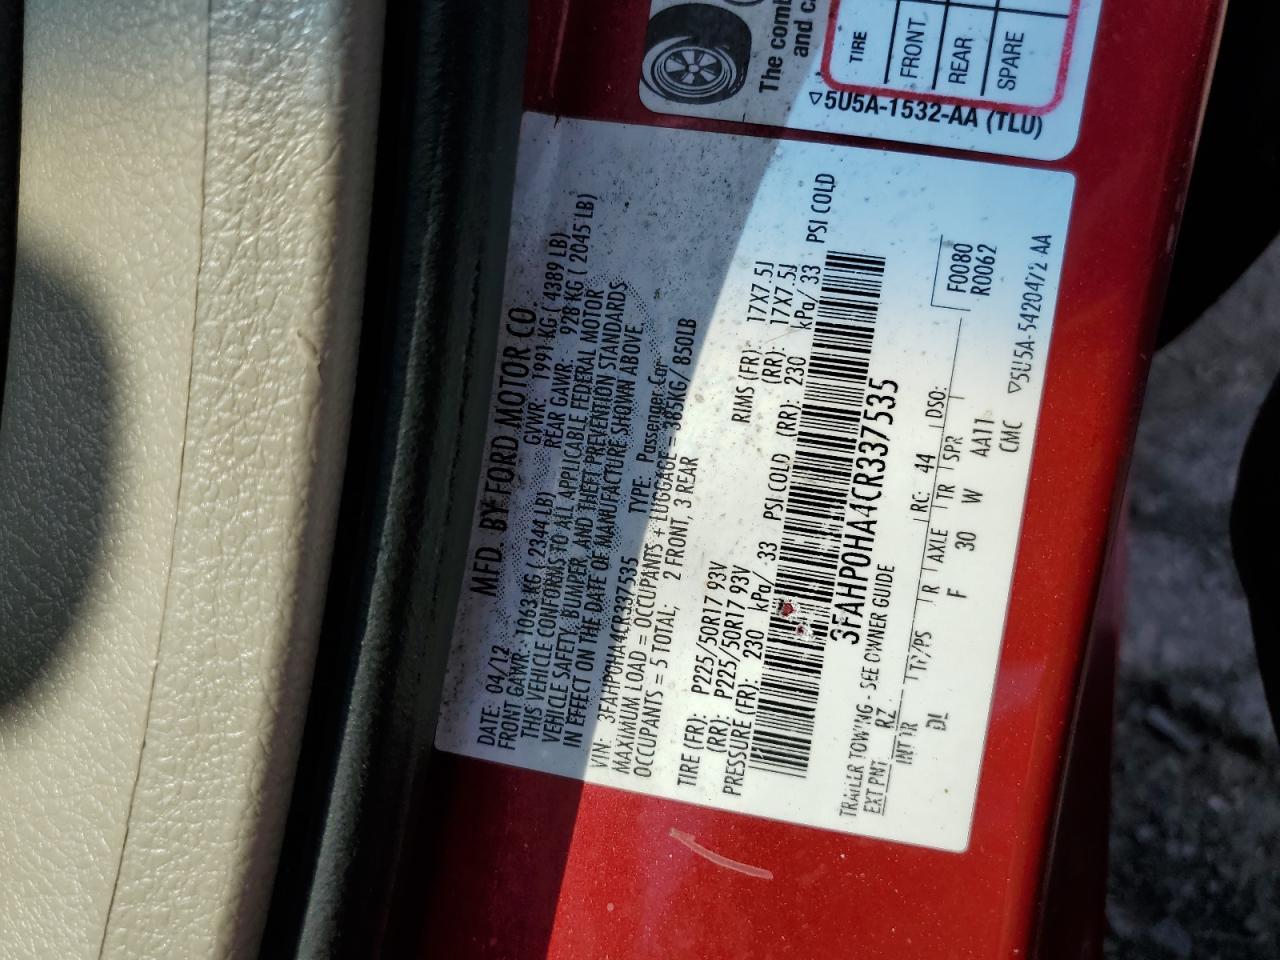 The comb
and c
TIRE
FRONT
REAR
SPARE
▽5U5A-1532-AA (TLU)
MFD. BY FORD MOTOR CO
DATE: 04/12 GVWR: 1991 KG ( 4389 LB)
FRONT GAWR: 1063 KG ( 2344 LB) REAR GAWR 928 KG ( 2045 LB)
THIS VEHICLE CONFORMS TO ALL APPLICABLE FEDERAL MOTOR
VEHICLE SAFETY, BUMPER, AND THEFT PREVENTION STANDARDS
IN EFFECT ON THE DATE OF MANUFACTURE SHOWN ABOVE
VIN: 3FAHP0HA4CR337535 TYPE: Passenger Car
MAXIMUM LOAD = OCCUPANTS + LUGGAGE = 385KG/ 850LB
OCCUPANTS = 5 TOTAL; 2 FRONT, 3 REAR
TIRE (FR): P225/50R17 93V RIMS (FR): 17X7.5J
(RR): P225/50R17 93V (RR): 17X7.5J
PRESSURE (FR): 230 kPa/ 33 PSI COLD (RR): 230 kPa/ 33 PSI COLD
3FAHP0HA4CR337535
TRAILER TOWING - SEE OWNER GUIDE
EXT PNT RZ RC: 44 DSO: F0080
R0062
INT TR TP/PS R AXLE TR SPR
DL F 30 W AA11
CMC ▽5U5A-5420472 AA